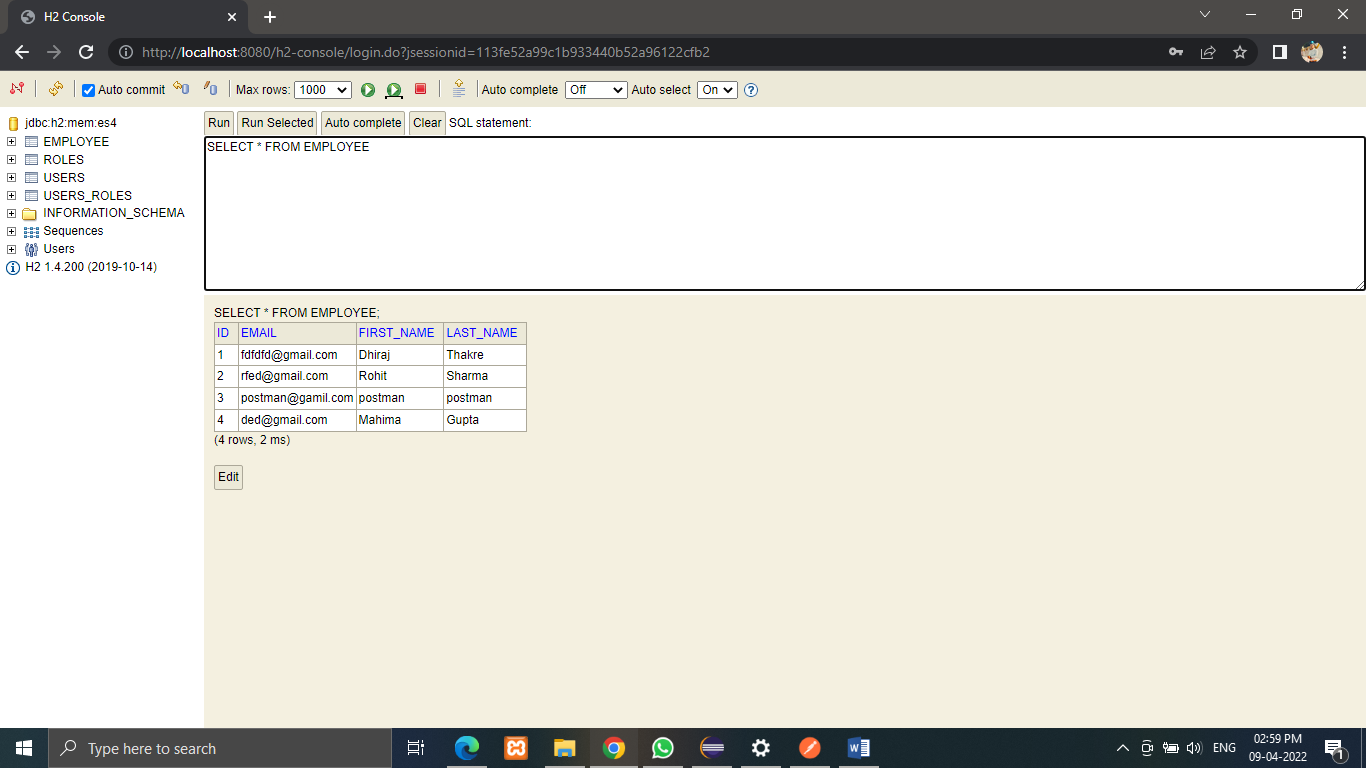 H2 Console
http://localhost:8080/h2-console/login.do?jsessionid=113fe52a99c1b933440b52a96122cfb2
Auto commit Max rows: 1000 Auto complete Off Auto select On
jdbc:h2:mem:es4
EMPLOYEE
ROLES
USERS
USERS_ROLES
INFORMATION_SCHEMA
Sequences
Users
H2 1.4.200 (2019-10-14)
Run Run Selected Auto complete Clear SQL statement:
SELECT * FROM EMPLOYEE
SELECT * FROM EMPLOYEE;
ID EMAIL FIRST_NAME LAST_NAME
1 fdfdfd@gmail.com Dhiraj Thakre
2 rfed@gmail.com Rohit Sharma
3 postman@gamil.com postman postman
4 ded@gmail.com Mahima Gupta
(4 rows, 2 ms)
Edit
Type here to search
ENG
02:59 PM
09-04-2022
1